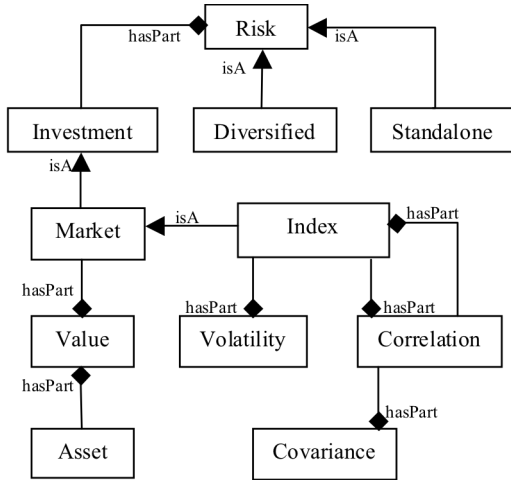 Risk
hasPart
isA
isA
Investment
Diversified
Standalone
isA
Market
isA
Index
hasPart
hasPart
hasPart
hasPart
Value
Volatility
Correlation
hasPart
hasPart
Asset
Covariance